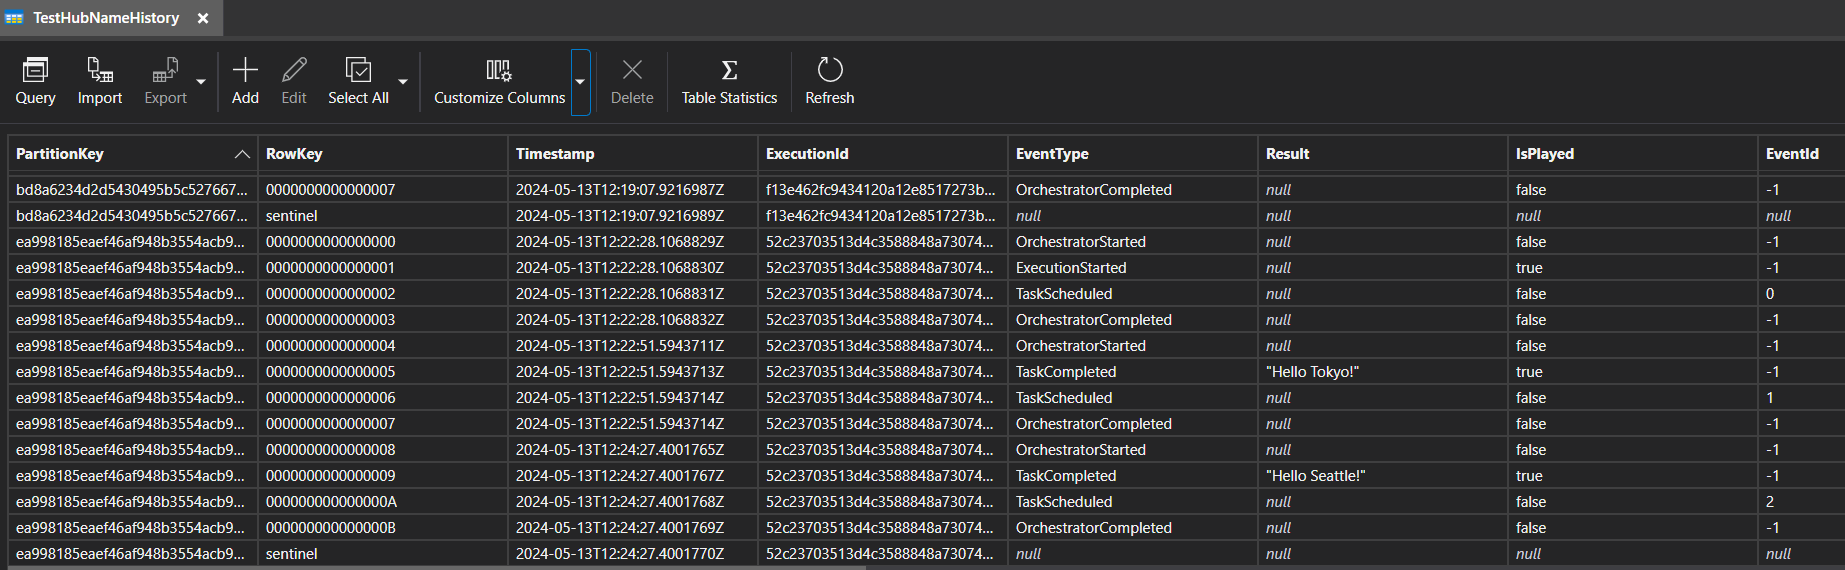 TestHubNameHistory
Query Import Export Add Edit Select All Customize Columns Delete Table Statistics Refresh
PartitionKey RowKey Timestamp ExecutionId EventType Result IsPlayed EventId
bd8a6234d2d5430495b5c527667... 0000000000000007 2024-05-13T12:19:07.9216987Z f13e462fc9434120a12e8517273b... OrchestratorCompleted null false -1
bd8a6234d2d5430495b5c527667... sentinel 2024-05-13T12:19:07.9216989Z f13e462fc9434120a12e8517273b... null null null null
ea998185eaef46af948b3554acb9... 0000000000000000 2024-05-13T12:22:28.1068829Z 52c23703513d4c3588848a73074... OrchestratorStarted null false -1
ea998185eaef46af948b3554acb9... 0000000000000001 2024-05-13T12:22:28.1068830Z 52c23703513d4c3588848a73074... ExecutionStarted null true -1
ea998185eaef46af948b3554acb9... 0000000000000002 2024-05-13T12:22:28.1068831Z 52c23703513d4c3588848a73074... TaskScheduled null false 0
ea998185eaef46af948b3554acb9... 0000000000000003 2024-05-13T12:22:28.1068832Z 52c23703513d4c3588848a73074... OrchestratorCompleted null false -1
ea998185eaef46af948b3554acb9... 0000000000000004 2024-05-13T12:22:51.5943711Z 52c23703513d4c3588848a73074... OrchestratorStarted null false -1
ea998185eaef46af948b3554acb9... 0000000000000005 2024-05-13T12:22:51.5943713Z 52c23703513d4c3588848a73074... TaskCompleted "Hello Tokyo!" true -1
ea998185eaef46af948b3554acb9... 0000000000000006 2024-05-13T12:22:51.5943714Z 52c23703513d4c3588848a73074... TaskScheduled null false 1
ea998185eaef46af948b3554acb9... 0000000000000007 2024-05-13T12:22:51.5943714Z 52c23703513d4c3588848a73074... OrchestratorCompleted null false -1
ea998185eaef46af948b3554acb9... 0000000000000008 2024-05-13T12:24:27.4001765Z 52c23703513d4c3588848a73074... OrchestratorStarted null false -1
ea998185eaef46af948b3554acb9... 0000000000000009 2024-05-13T12:24:27.4001767Z 52c23703513d4c3588848a73074... TaskCompleted "Hello Seattle!" true -1
ea998185eaef46af948b3554acb9... 000000000000000A 2024-05-13T12:24:27.4001768Z 52c23703513d4c3588848a73074... TaskScheduled null false 2
ea998185eaef46af948b3554acb9... 000000000000000B 2024-05-13T12:24:27.4001769Z 52c23703513d4c3588848a73074... OrchestratorCompleted null false -1
ea998185eaef46af948b3554acb9... sentinel 2024-05-13T12:24:27.4001770Z 52c23703513d4c3588848a73074... null null null null